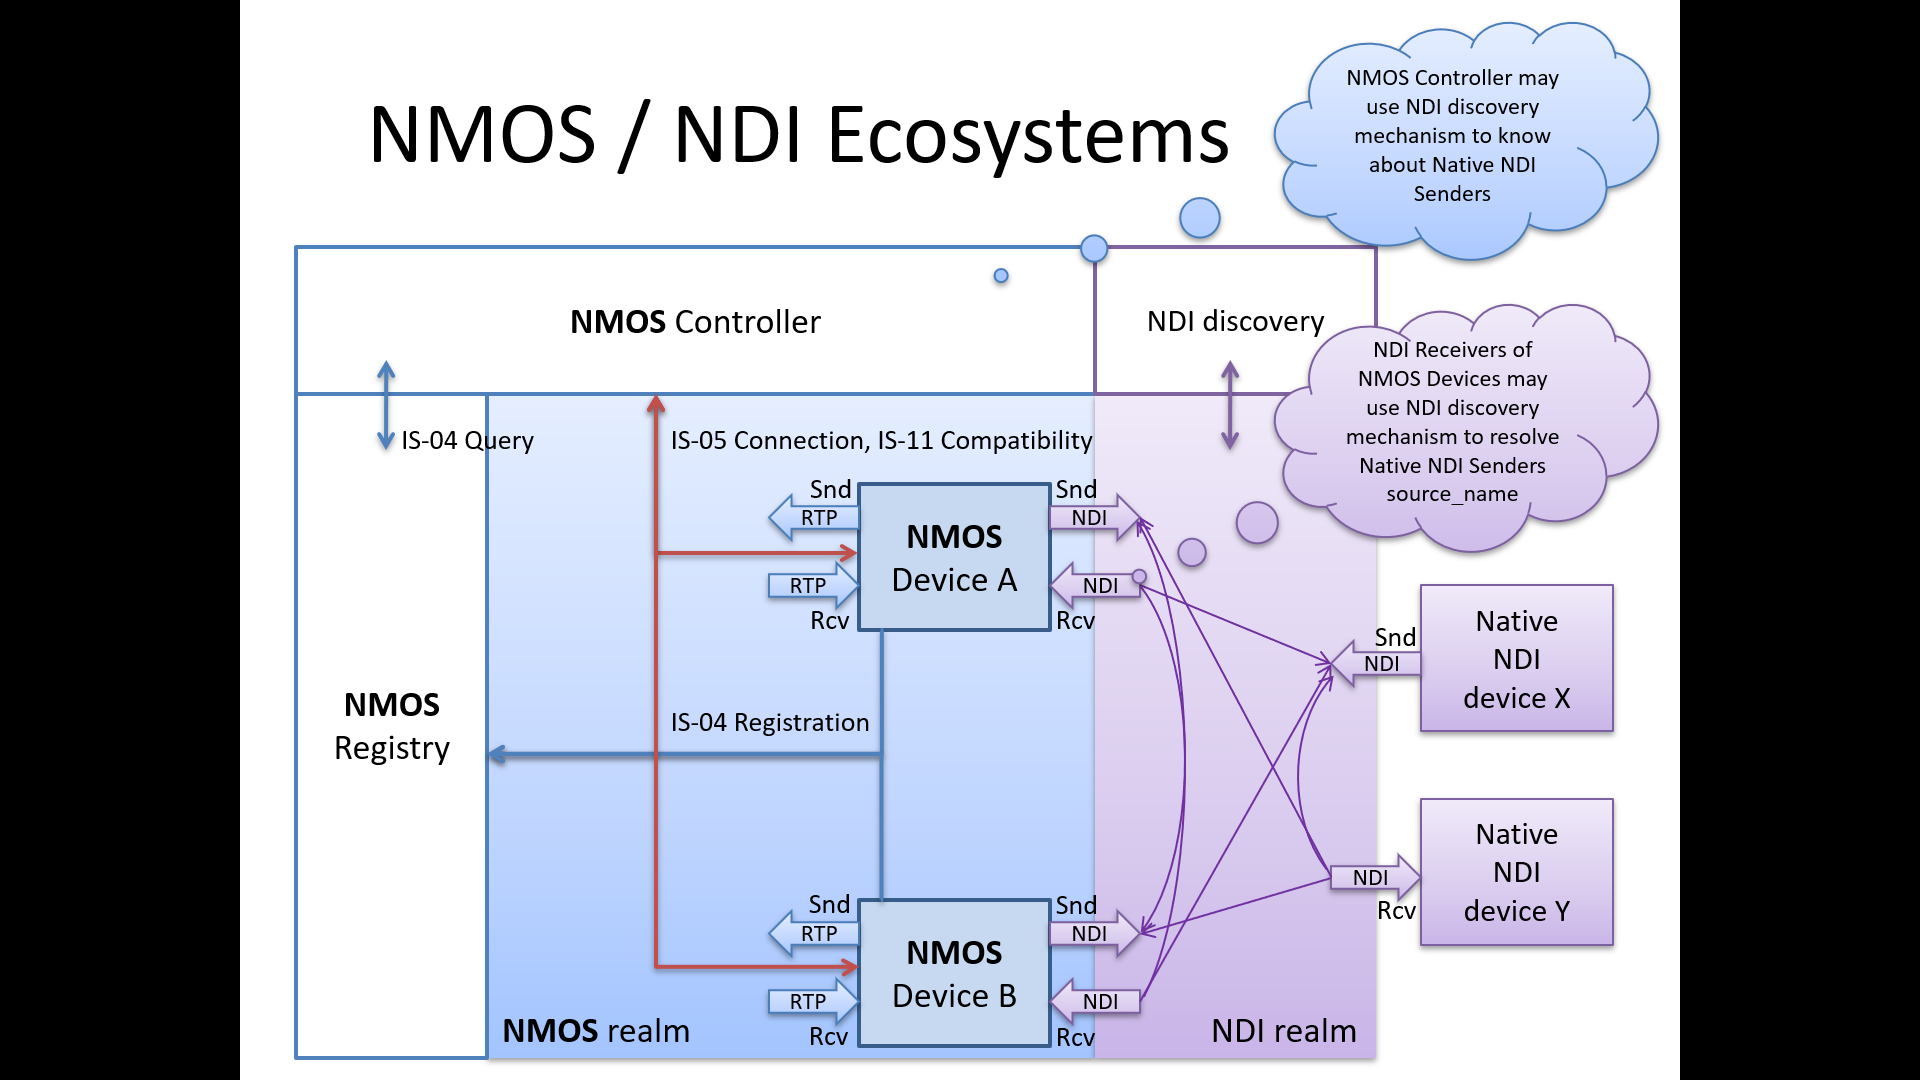 NMOS / NDI Ecosystems
NMOS Controller may
use NDI discovery
mechanism to know
about Native NDI
Senders
NMOS Controller
NDI discovery
NDI Receivers of
NMOS Devices may
use NDI discovery
mechanism to resolve
Native NDI Senders
source_name
IS-04 Query
IS-05 Connection, IS-11 Compatibility
Snd
RTP
NMOS
Device A
RTP
Rcv
Snd
NDI
NDI
Rcv
Snd
NDI
Native
NDI
device X
NMOS
Registry
IS-04 Registration
Native
NDI
device Y
NDI
Rcv
Snd
RTP
NMOS
Device B
RTP
Rcv
Snd
NDI
NDI
Rcv
NMOS realm
NDI realm